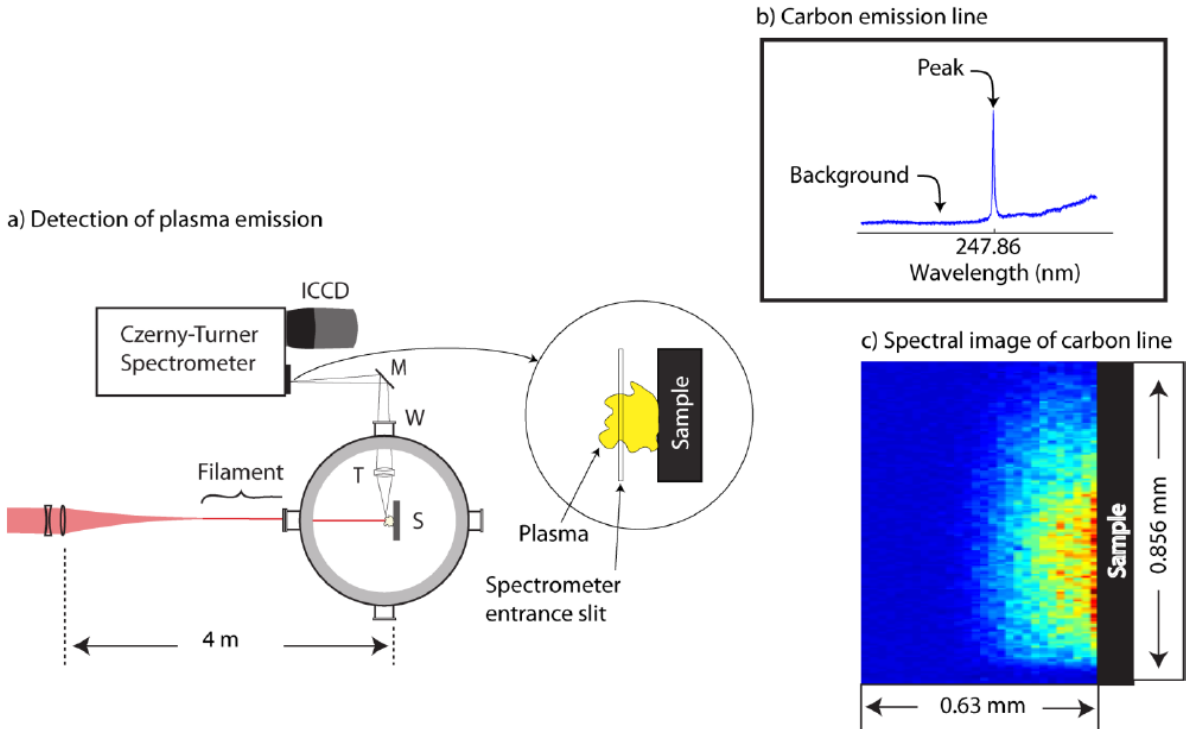 b) Carbon emission line
Peak
Background
247.86
Wavelength (nm)
a) Detection of plasma emission
ICCD
Czerny-Turner
Spectrometer
M
W
T
S
Filament
4 m
Sample
Plasma
Spectrometer
entrance slit
c) Spectral image of carbon line
Sample
0.856 mm
0.63 mm